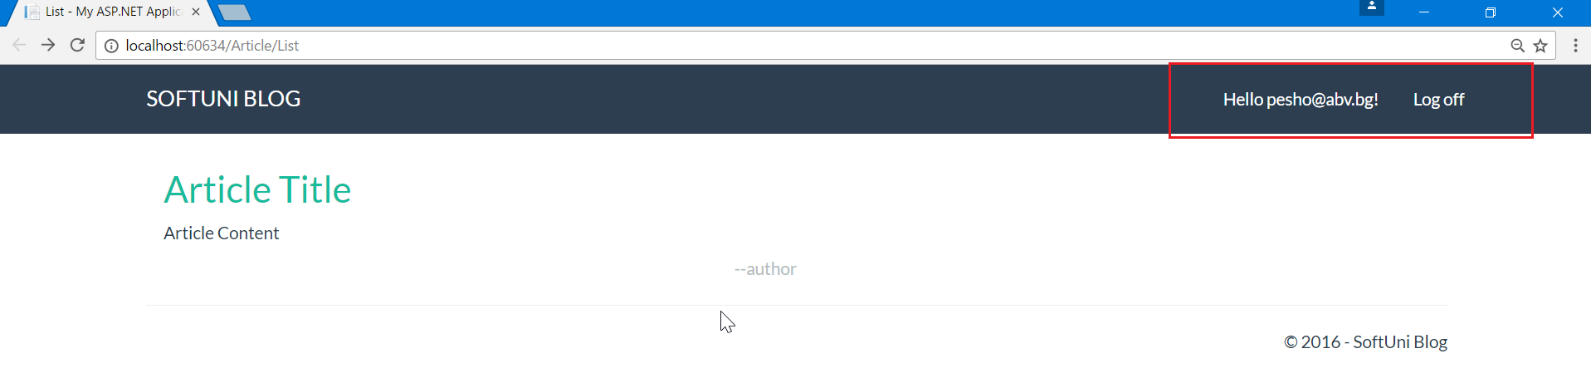 List - My ASP.NET Applic
localhost:60634/Article/List
SOFTUNI BLOG
Hello pesho@abv.bg!
Log off
Article Title
Article Content
--author
© 2016 - SoftUni Blog